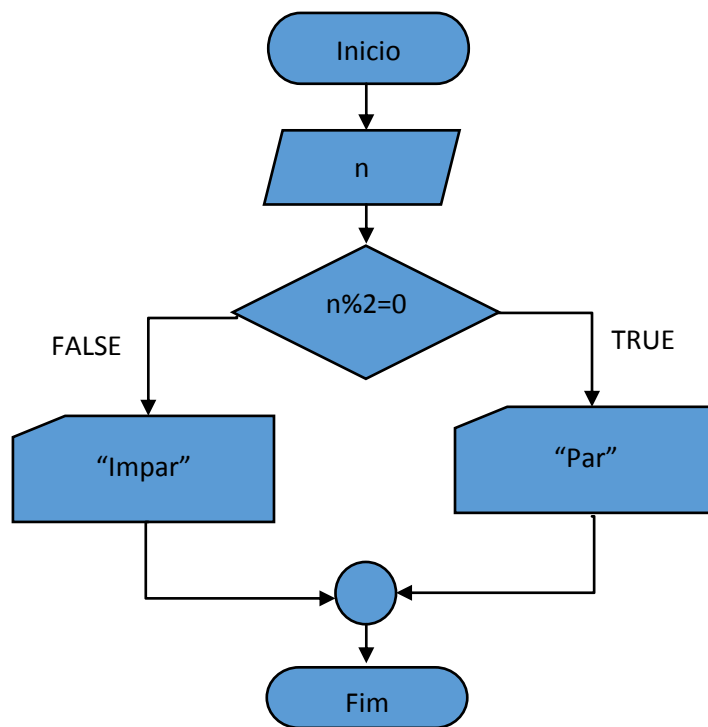 Inicio
n
n%2=0
FALSE
TRUE
“Impar”
“Par”
Fim